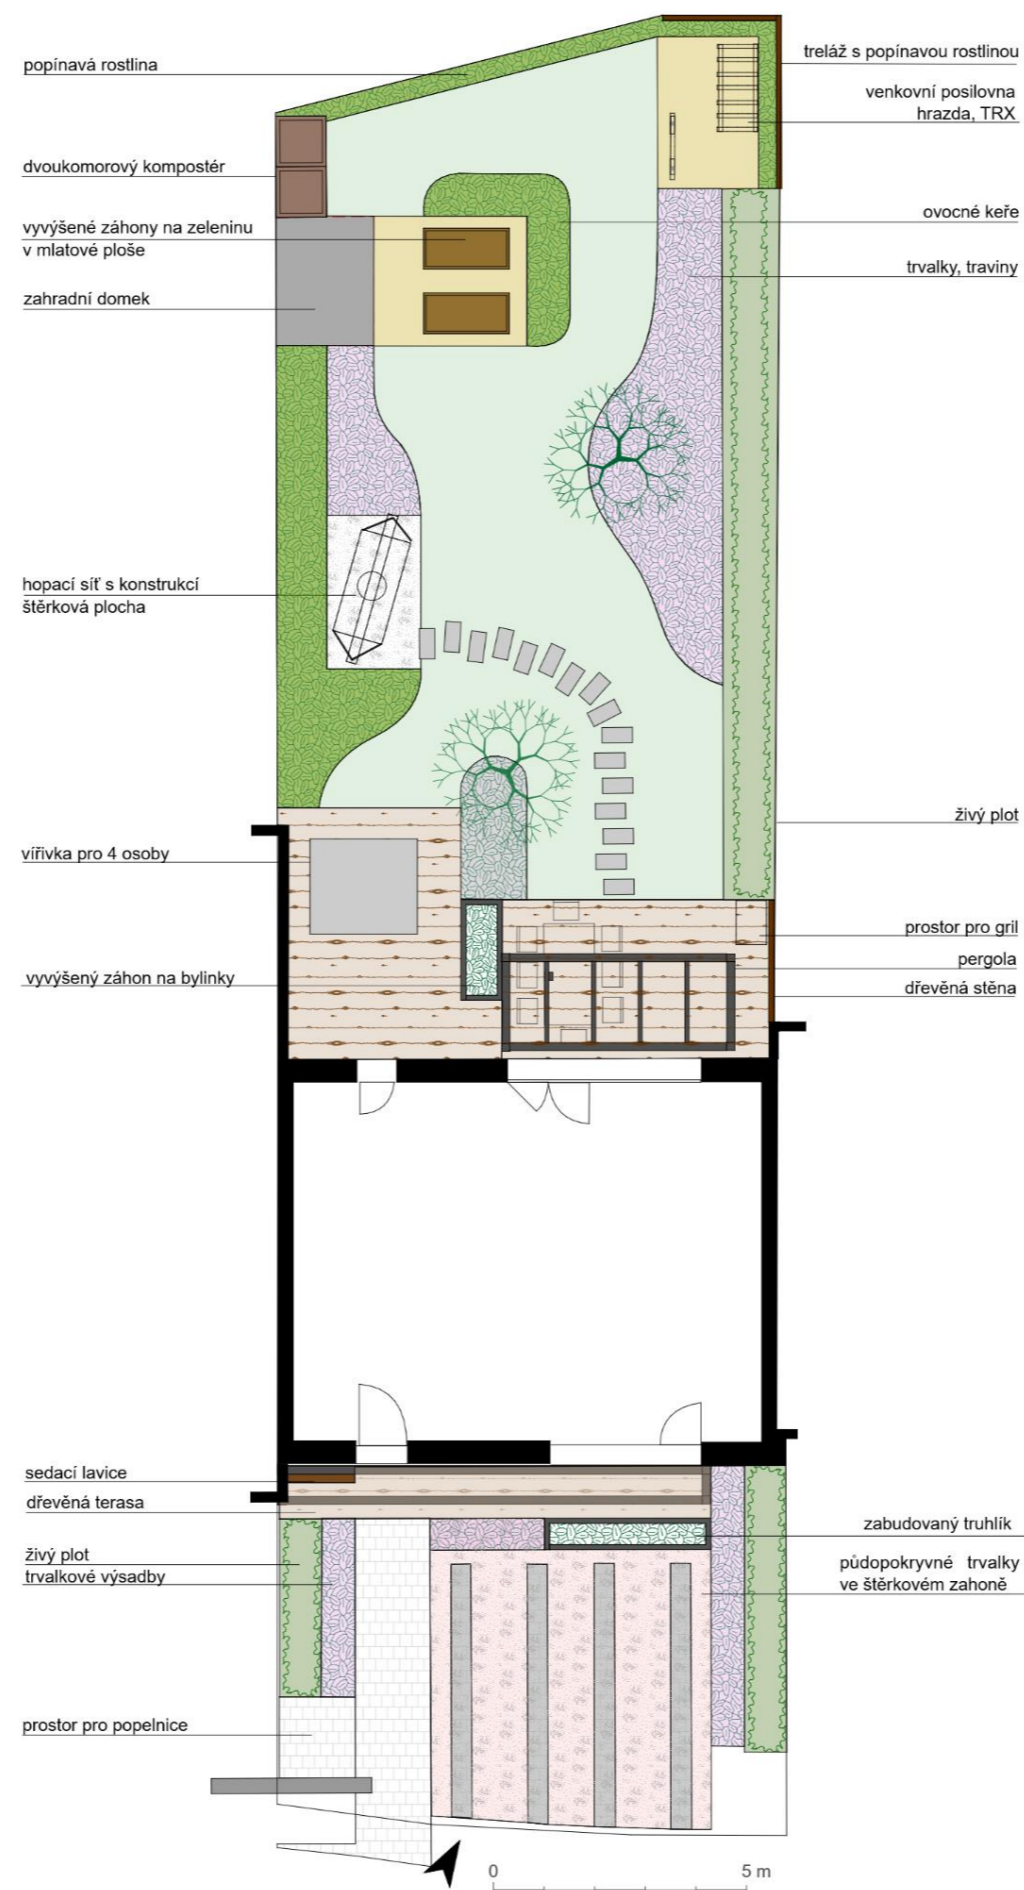 popínavá rostlina
treláž s popínavou rostlinou
venkovní posilovna
hrazda, TRX
dvoukomorový kompostér
vyvýšené záhony na zeleninu
v mlatové ploše
ovocné keře
trvalky, traviny
zahradní domek
hopací síť s konstrukcí
štěrková plocha
živý plot
vířivka pro 4 osoby
prostor pro gril
pergola
vyvýšený záhon na bylinky
dřevěná stěna
sedací lavice
dřevěná terasa
zabudovaný truhlík
živý plot
trvalkové výsadby
půdopokryvné trvalky
ve štěrkovém zahoně
prostor pro popelnice
0
5 m